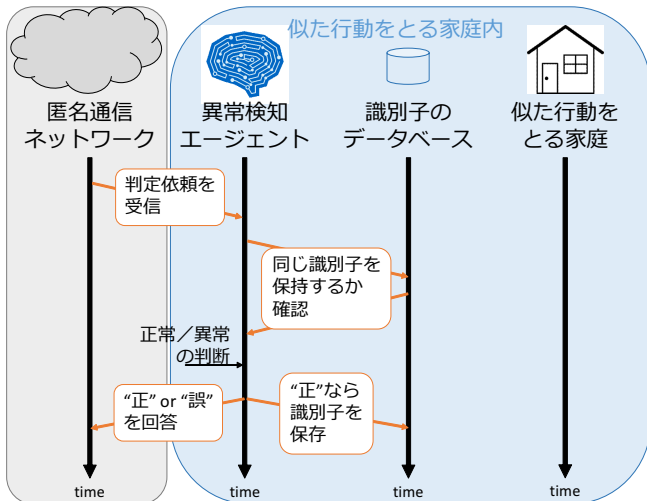 似た行動をとる家庭内
匿名通信
ネットワーク
異常検知
エージェント
識別子の
データベース
似た行動を
とる家庭
判定依頼を
受信
同じ識別子を
保持するか
確認
正常／異常
の判断
“正” or “誤”
を回答
“正”なら
識別子を
保存
time
time
time
time